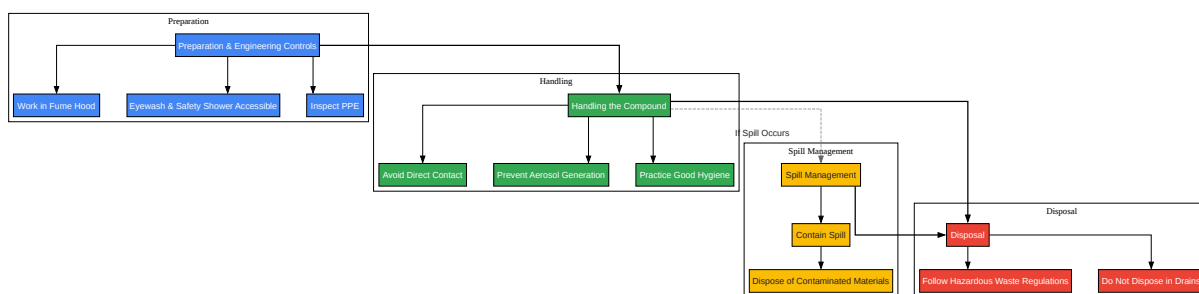 Preparation
Preparation & Engineering Controls
Work in Fume Hood
Eyewash & Safety Shower Accessible
Inspect PPE
Handling
Handling the Compound
Avoid Direct Contact
Prevent Aerosol Generation
Practice Good Hygiene
If Spill Occurs
Spill Management
Spill Management
Contain Spill
Dispose of Contaminated Materials
Disposal
Disposal
Follow Hazardous Waste Regulations
Do Not Dispose in Drains